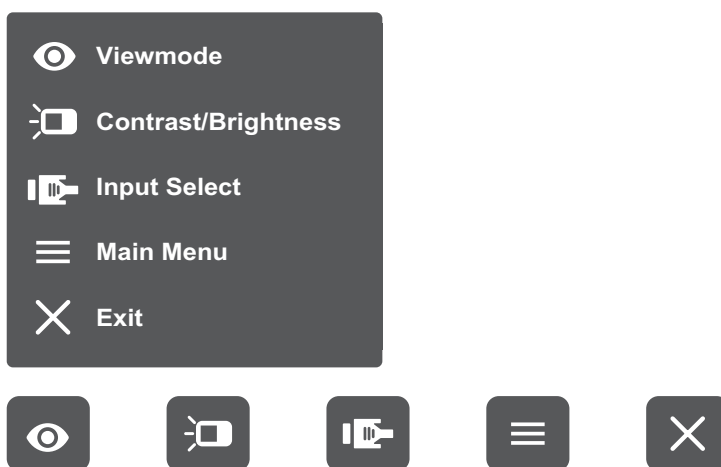 Viewmode
Contrast/Brightness
Input Select
Main Menu
Exit